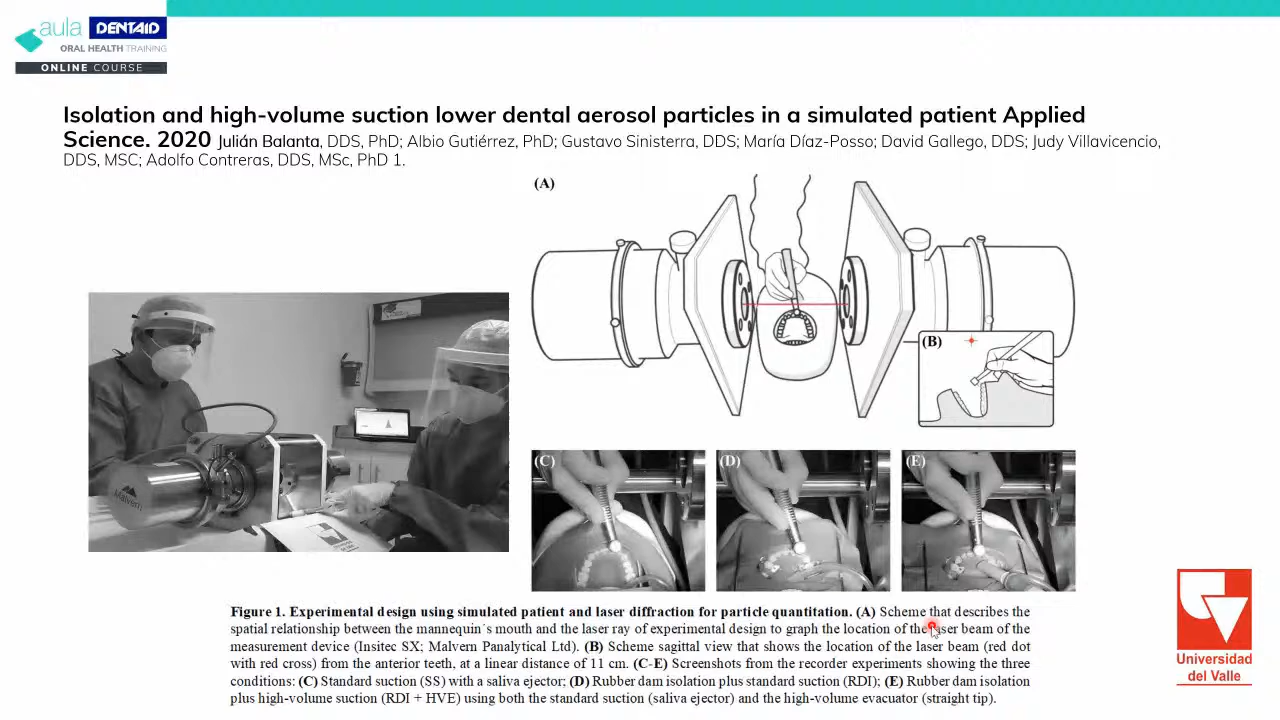 aula DENTAID
ORAL HEALTH TRAINING
ONLINE COURSE
Isolation and high-volume suction lower dental aerosol particles in a simulated patient Applied
Science. 2020 Julián Balanta, DDS, PhD; Albio Gutiérrez, PhD; Gustavo Sinisterra, DDS; María Díaz-Posso; David Gallego, DDS; Judy Villavicencio,
DDS, MSC; Adolfo Contreras, DDS, MSc, PhD 1.
(A)
(B)
Malvern
(C)
(D)
(E)
Figure 1. Experimental design using simulated patient and laser diffraction for particle quantitation. (A) Scheme that describes the
spatial relationship between the mannequin´s mouth and the laser ray of experimental design to graph the location of the laser beam of the
measurement device (Insitec SX; Malvern Panalytical Ltd). (B) Scheme sagittal view that shows the location of the laser beam (red dot
with red cross) from the anterior teeth, at a linear distance of 11 cm. (C-E) Screenshots from the recorder experiments showing the three
conditions: (C) Standard suction (SS) with a saliva ejector; (D) Rubber dam isolation plus standard suction (RDI); (E) Rubber dam isolation
plus high-volume suction (RDI + HVE) using both the standard suction (saliva ejector) and the high-volume evacuator (straight tip).
Universidad
del Valle